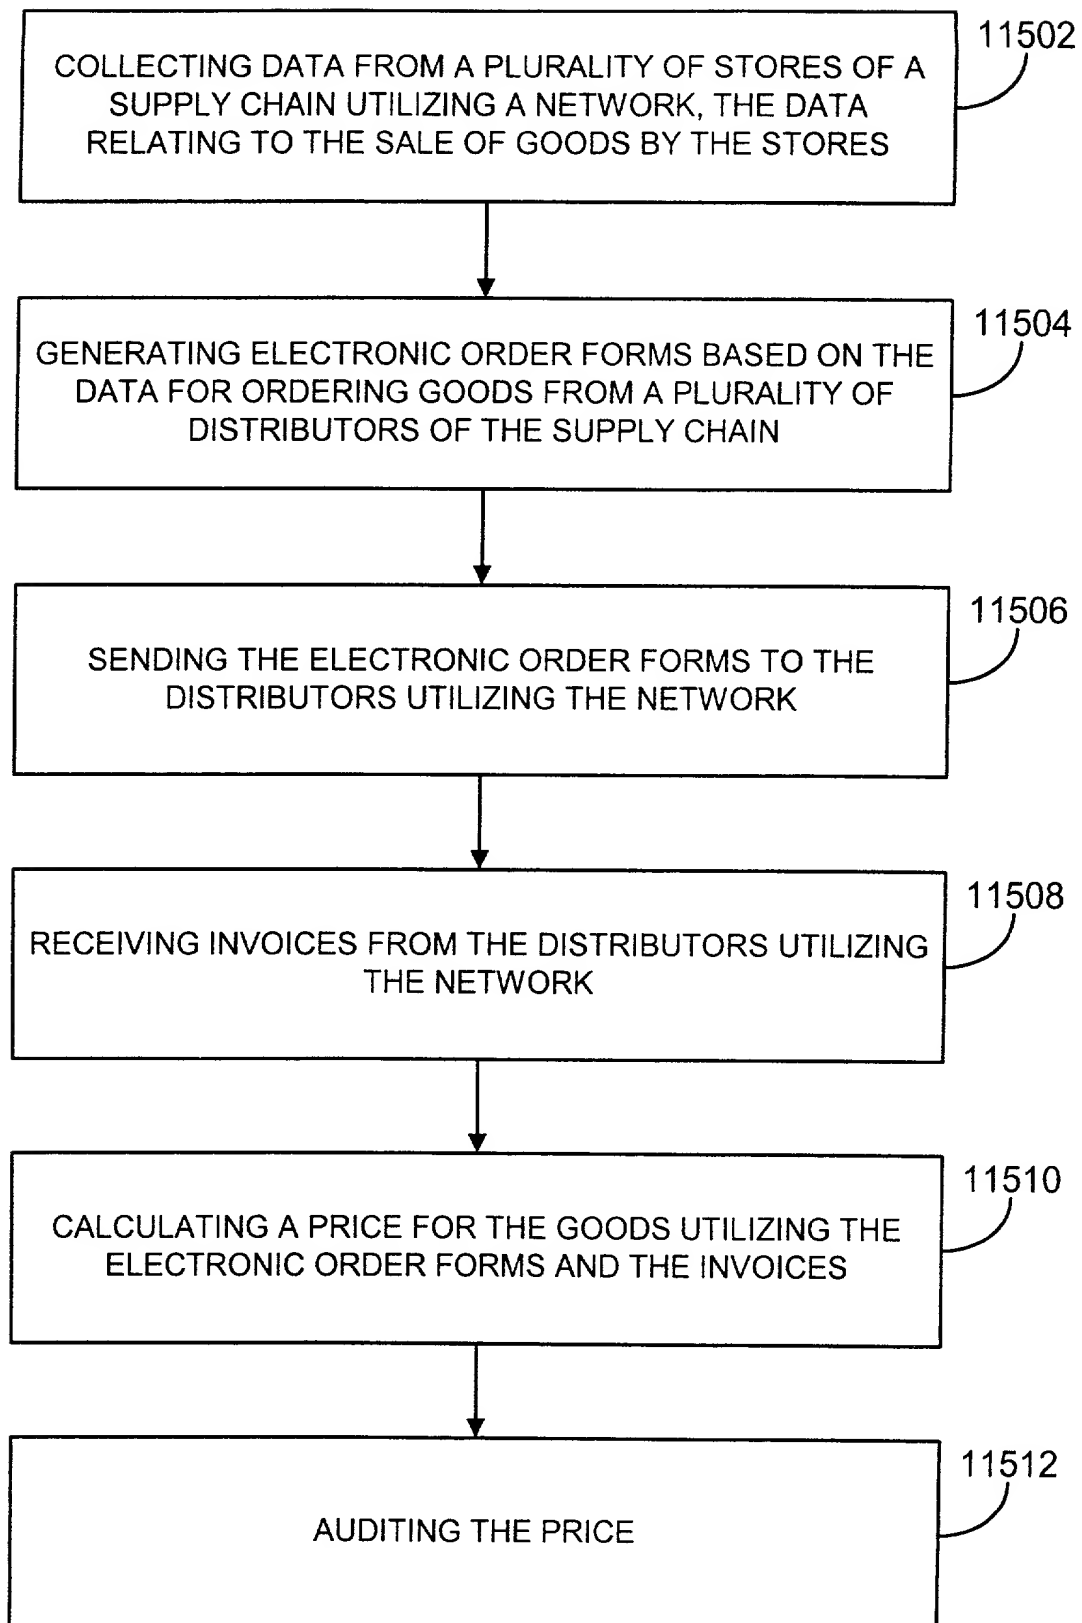 11502
COLLECTING DATA FROM A PLURALITY OF STORES OF A
SUPPLY CHAIN UTILIZING A NETWORK, THE DATA
RELATING TO THE SALE OF GOODS BY THE STORES
11504
GENERATING ELECTRONIC ORDER FORMS BASED ON THE
DATA FOR ORDERING GOODS FROM A PLURALITY OF
DISTRIBUTORS OF THE SUPPLY CHAIN
11506
SENDING THE ELECTRONIC ORDER FORMS TO THE
DISTRIBUTORS UTILIZING THE NETWORK
11508
RECEIVING INVOICES FROM THE DISTRIBUTORS UTILIZING
THE NETWORK
11510
CALCULATING A PRICE FOR THE GOODS UTILIZING THE
ELECTRONIC ORDER FORMS AND THE INVOICES
11512
AUDITING THE PRICE